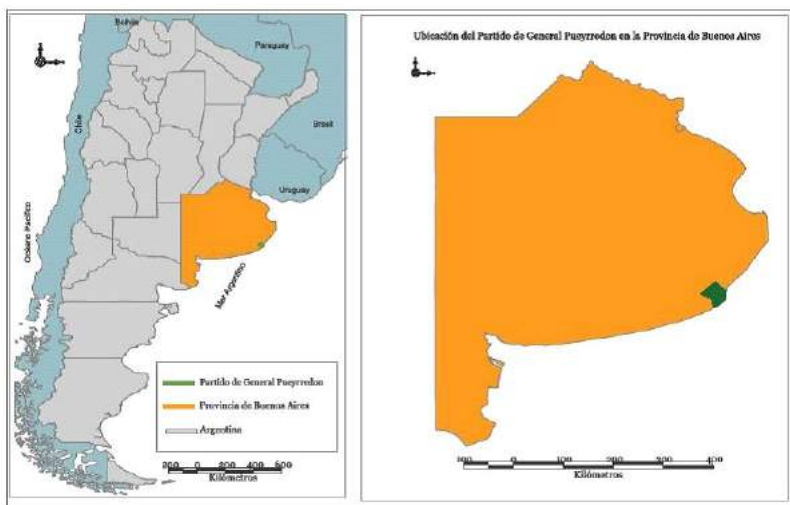 Bolivia
Paraguay
Chile
Brasil
Uruguay
Océano Pacífico
Mar Argentino
Partido de General Pueyrredon
Provincia de Buenos Aires
Argentina
200 0 200 400 600
Kilómetros
Ubicación del Partido de General Pueyrredon en la Provincia de Buenos Aires
100 0 100 200 300 400
Kilómetros